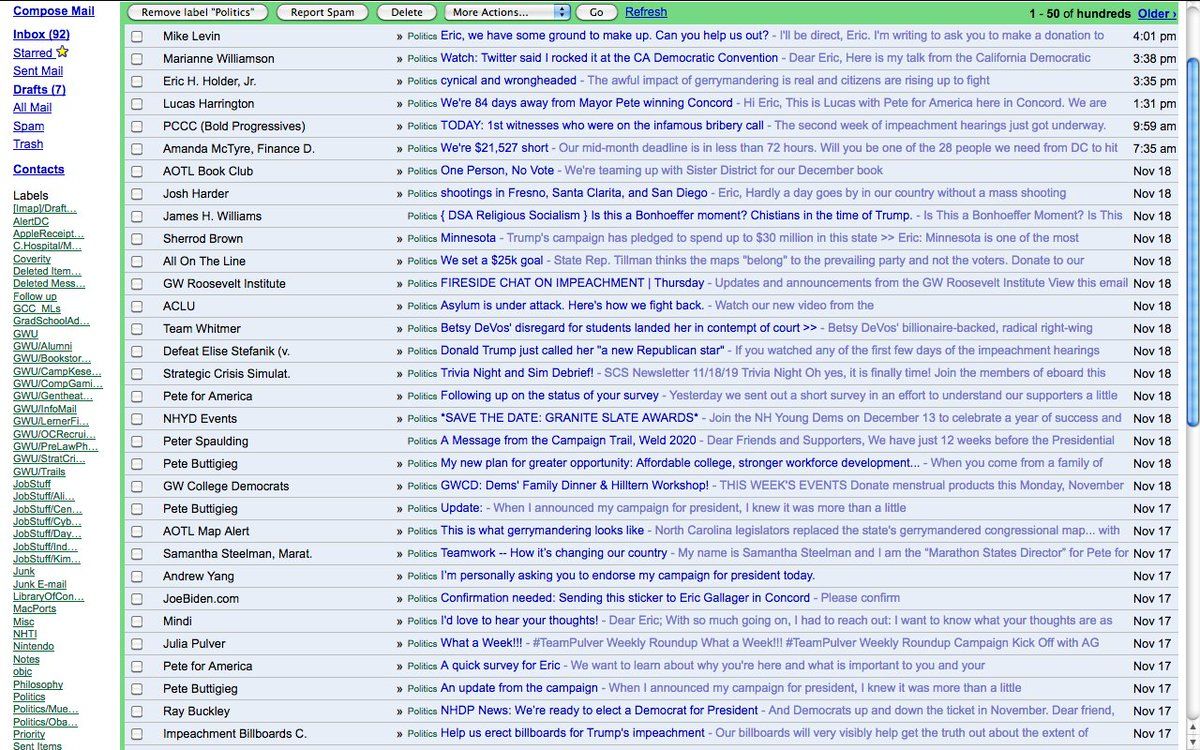 Compose Mail
Inbox (92)
Starred
Sent Mail
Drafts (7)
All Mail
Spam
Trash
Contacts
Labels
[Imap]/Draft...
AlertDC
AppleReceipt...
C.Hospital/M...
Coverity
Deleted Item...
Deleted Mess...
Follow up
GCC_MLs
GradSchoolAd...
GWU
GWU/Alumni
GWU/Bookstor...
GWU/CampKese...
GWU/CompGami...
GWU/Gentheat...
GWU/InfoMail
GWU/LernerFi...
GWU/OCRecrui...
GWU/PreLawPh...
GWU/StratCri...
GWU/Trails
JobStuff
JobStuff/Ali...
JobStuff/Cen...
JobStuff/Cyb...
JobStuff/Day...
JobStuff/Ind...
JobStuff/Kim...
Junk
Junk E-mail
LibraryOfCon...
MacPorts
Misc
NHTI
Nintendo
Notes
objc
Philosophy
Politics
Politics/Mue...
Politics/Oba...
Priority
Sent Items
Remove label "Politics" Report Spam Delete More Actions... Go Refresh 1 - 50 of hundreds Older ›
Mike Levin » Politics Eric, we have some ground to make up. Can you help us out? - I'll be direct, Eric. I'm writing to ask you to make a donation to 4:01 pm
Marianne Williamson » Politics Watch: Twitter said I rocked it at the CA Democratic Convention - Dear Eric, Here is my talk from the California Democratic 3:38 pm
Eric H. Holder, Jr. » Politics cynical and wrongheaded - The awful impact of gerrymandering is real and citizens are rising up to fight 3:35 pm
Lucas Harrington » Politics We're 84 days away from Mayor Pete winning Concord - Hi Eric, This is Lucas with Pete for America here in Concord. We are 1:31 pm
PCCC (Bold Progressives) » Politics TODAY: 1st witnesses who were on the infamous bribery call - The second week of impeachment hearings just got underway. 9:59 am
Amanda McTyre, Finance D. » Politics We're $21,527 short - Our mid-month deadline is in less than 72 hours. Will you be one of the 28 people we need from DC to hit 7:35 am
AOTL Book Club » Politics One Person, No Vote - We're teaming up with Sister District for our December book Nov 18
Josh Harder » Politics shootings in Fresno, Santa Clarita, and San Diego - Eric, Hardly a day goes by in our country without a mass shooting Nov 18
James H. Williams Politics { DSA Religious Socialism } Is this a Bonhoeffer moment? Chistians in the time of Trump. - Is This a Bonhoeffer Moment? Is This Nov 18
Sherrod Brown » Politics Minnesota - Trump's campaign has pledged to spend up to $30 million in this state >> Eric: Minnesota is one of the most Nov 18
All On The Line » Politics We set a $25k goal - State Rep. Tillman thinks the maps "belong" to the prevailing party and not the voters. Donate to our Nov 18
GW Roosevelt Institute » Politics FIRESIDE CHAT ON IMPEACHMENT | Thursday - Updates and announcements from the GW Roosevelt Institute View this email Nov 18
ACLU » Politics Asylum is under attack. Here's how we fight back. - Watch our new video from the Nov 18
Team Whitmer » Politics Betsy DeVos' disregard for students landed her in contempt of court >> - Betsy DeVos' billionaire-backed, radical right-wing Nov 18
Defeat Elise Stefanik (v. » Politics Donald Trump just called her "a new Republican star" - If you watched any of the first few days of the impeachment hearings Nov 18
Strategic Crisis Simulat. » Politics Trivia Night and Sim Debrief! - SCS Newsletter 11/18/19 Trivia Night Oh yes, it is finally time! Join the members of eboard this Nov 18
Pete for America » Politics Following up on the status of your survey - Yesterday we sent out a short survey in an effort to understand our supporters a little Nov 18
NHYD Events » Politics *SAVE THE DATE: GRANITE SLATE AWARDS* - Join the NH Young Dems on December 13 to celebrate a year of success and Nov 18
Peter Spaulding Politics A Message from the Campaign Trail, Weld 2020 - Dear Friends and Supporters, We have just 12 weeks before the Presidential Nov 18
Pete Buttigieg » Politics My new plan for greater opportunity: Affordable college, stronger workforce development... - When you come from a family of Nov 18
GW College Democrats » Politics GWCD: Dems' Family Dinner & Hilltern Workshop! - THIS WEEK'S EVENTS Donate menstrual products this Monday, November Nov 18
Pete Buttigieg » Politics Update: - When I announced my campaign for president, I knew it was more than a little Nov 17
AOTL Map Alert » Politics This is what gerrymandering looks like - North Carolina legislators replaced the state's gerrymandered congressional map... with Nov 17
Samantha Steelman, Marat. » Politics Teamwork -- How it's changing our country - My name is Samantha Steelman and I am the “Marathon States Director” for Pete for Nov 17
Andrew Yang » Politics I'm personally asking you to endorse my campaign for president today. Nov 17
JoeBiden.com » Politics Confirmation needed: Sending this sticker to Eric Gallager in Concord - Please confirm Nov 17
Mindi » Politics I'd love to hear your thoughts! - Dear Eric; With so much going on, I had to reach out: I want to know what your thoughts are as Nov 17
Julia Pulver » Politics What a Week!!! - #TeamPulver Weekly Roundup What a Week!!! #TeamPulver Weekly Roundup Campaign Kick Off with AG Nov 17
Pete for America » Politics A quick survey for Eric - We want to learn about why you're here and what is important to you and your Nov 17
Pete Buttigieg » Politics An update from the campaign - When I announced my campaign for president, I knew it was more than a little Nov 17
Ray Buckley » Politics NHDP News: We're ready to elect a Democrat for President - And Democrats up and down the ticket in November. Dear friend, Nov 17
Impeachment Billboards C. » Politics Help us erect billboards for Trump's impeachment - Our billboards will very visibly help get the truth out about the extent of Nov 17